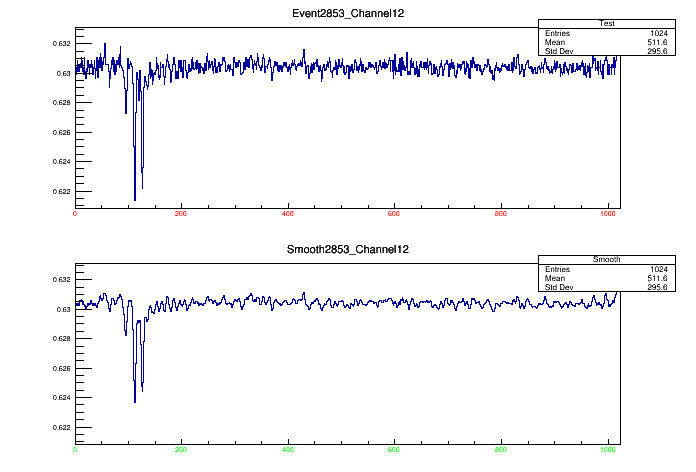 Event2853_Channel12
Test
Entries 1024
Mean 511.6
Std Dev 295.6
0.632
0.63
0.628
0.626
0.624
0.622
0 200 400 600 800 1000
Smooth2853_Channel12
Smooth
Entries 1024
Mean 511.6
Std Dev 295.6
0.632
0.63
0.628
0.626
0.624
0.622
0 200 400 600 800 1000